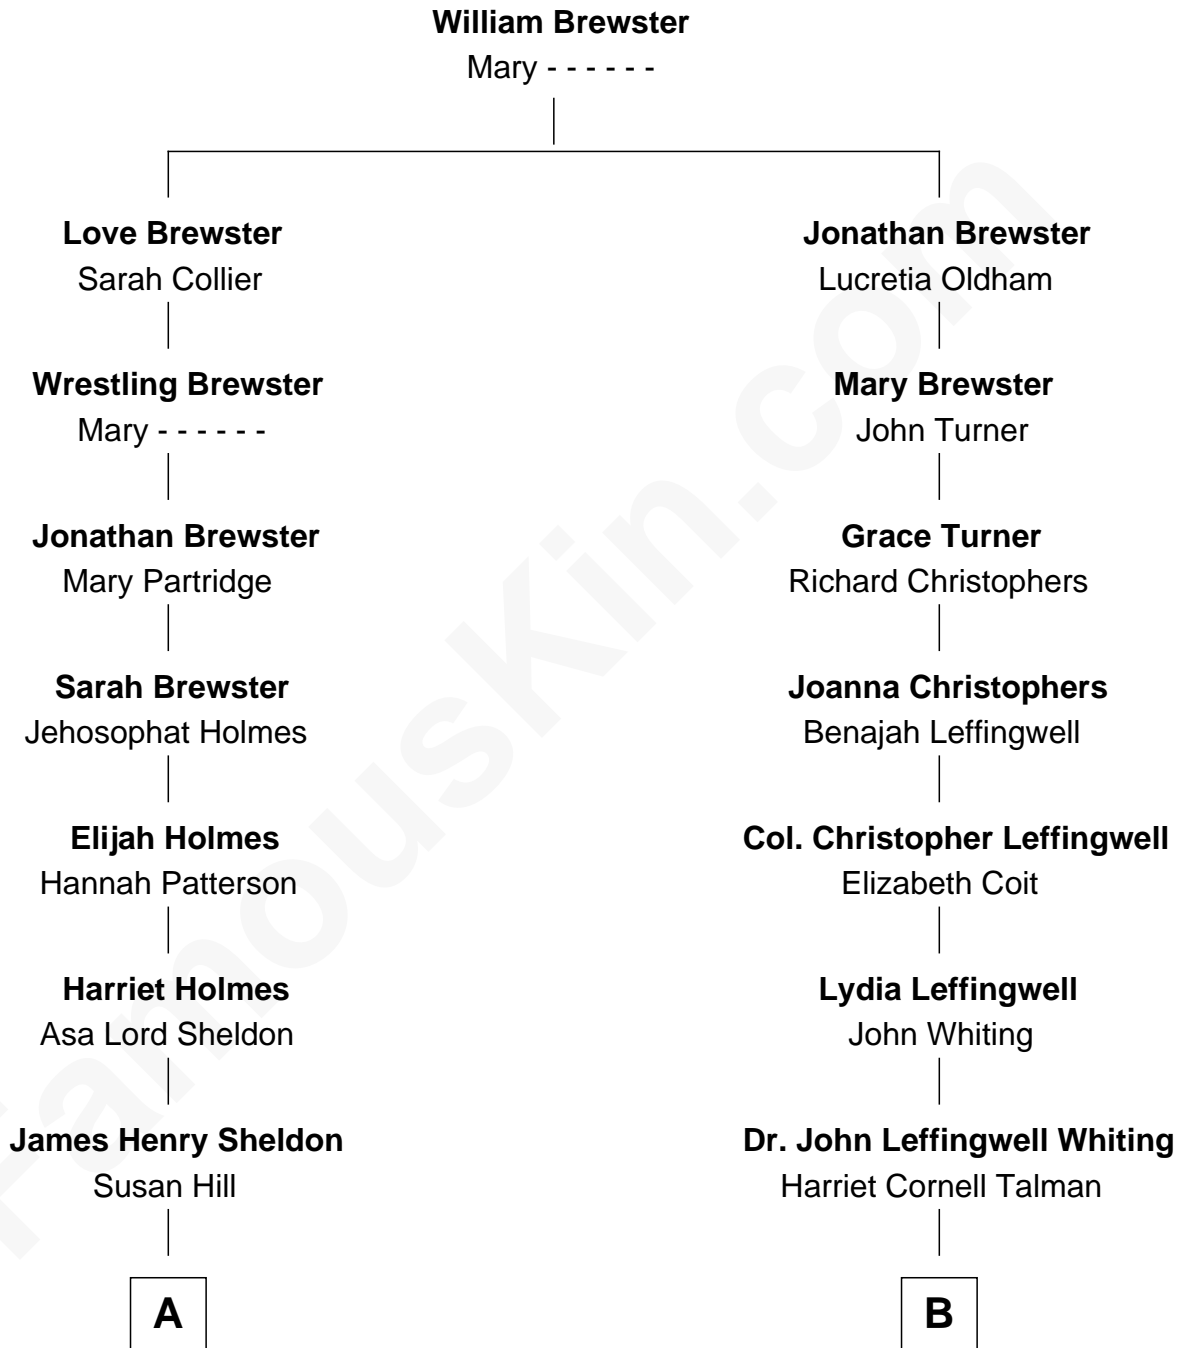 William Brewster
Mary - - - - - -
Love Brewster
Sarah Collier
Jonathan Brewster
Lucretia Oldham
Wrestling Brewster
Mary - - - - - -
Mary Brewster
John Turner
Jonathan Brewster
Mary Partridge
Grace Turner
Richard Christophers
Sarah Brewster
Jehosophat Holmes
Joanna Christophers
Benajah Leffingwell
Elijah Holmes
Hannah Patterson
Col. Christopher Leffingwell
Elizabeth Coit
Harriet Holmes
Asa Lord Sheldon
Lydia Leffingwell
John Whiting
James Henry Sheldon
Susan Hill
Dr. John Leffingwell Whiting
Harriet Cornell Talman
A
B
FamousKin.com